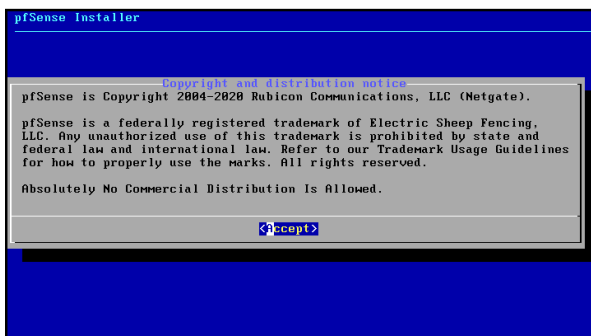 pfSense Installer
Copyright and distribution notice
pfSense is Copyright 2004-2020 Rubicon Communications, LLC (Netgate).
pfSense is a federally registered trademark of Electric Sheep Fencing,
LLC. Any unauthorized use of this trademark is prohibited by state and
federal law and international law. Refer to our Trademark Usage Guidelines
for how to properly use the marks. All rights reserved.
Absolutely No Commercial Distribution Is Allowed.
<Accept>